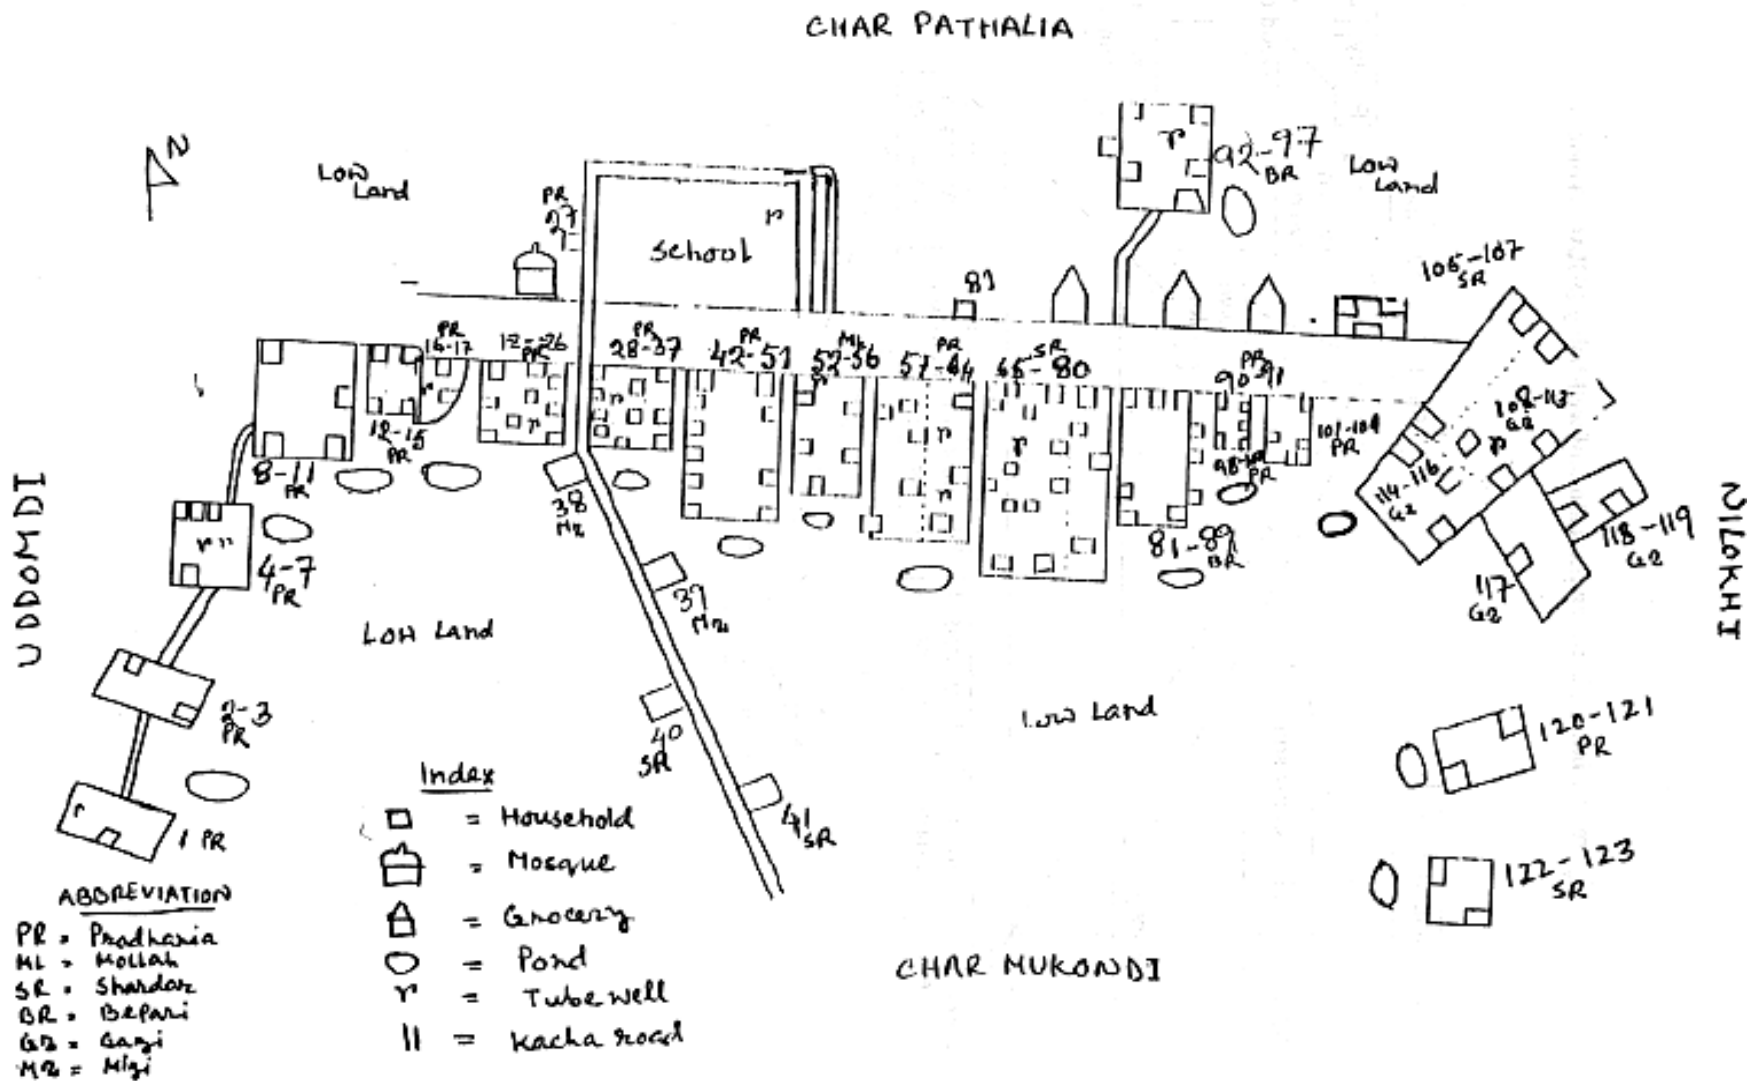 CHAR PATHALIA
N
Low Land
PR
27
School
r
r
92-97
BR
Low Land
81
105-107
SR
PR
16-17
12-26
PR
PR
28-37
PR
42-51
ML
52-56
PR
57-64
SR
65-80
PR
90-91
r
r
r
r
r
r
r
12-15
PR
8-11
PR
98-100
PR
101-104
PR
108-113
GZ
r
114-116
GZ
38
MZ
81-89
BR
118-119
GZ
117
GZ
UDDOMDI
NILOKHI
r
4-7
PR
39
MZ
Low Land
Low Land
2-3
PR
40
SR
120-121
PR
r
1 PR
41
SR
122-123
SR
Index
= Household
= Mosque
= Grocery
= Pond
r = Tubewell
|| = Kacha road
ABBREVIATION
PR = Pradhania
ML = Mollah
SR = Shardar
BR = Bepari
GZ = Gazi
MZ = Mizi
CHAR MUKONDI